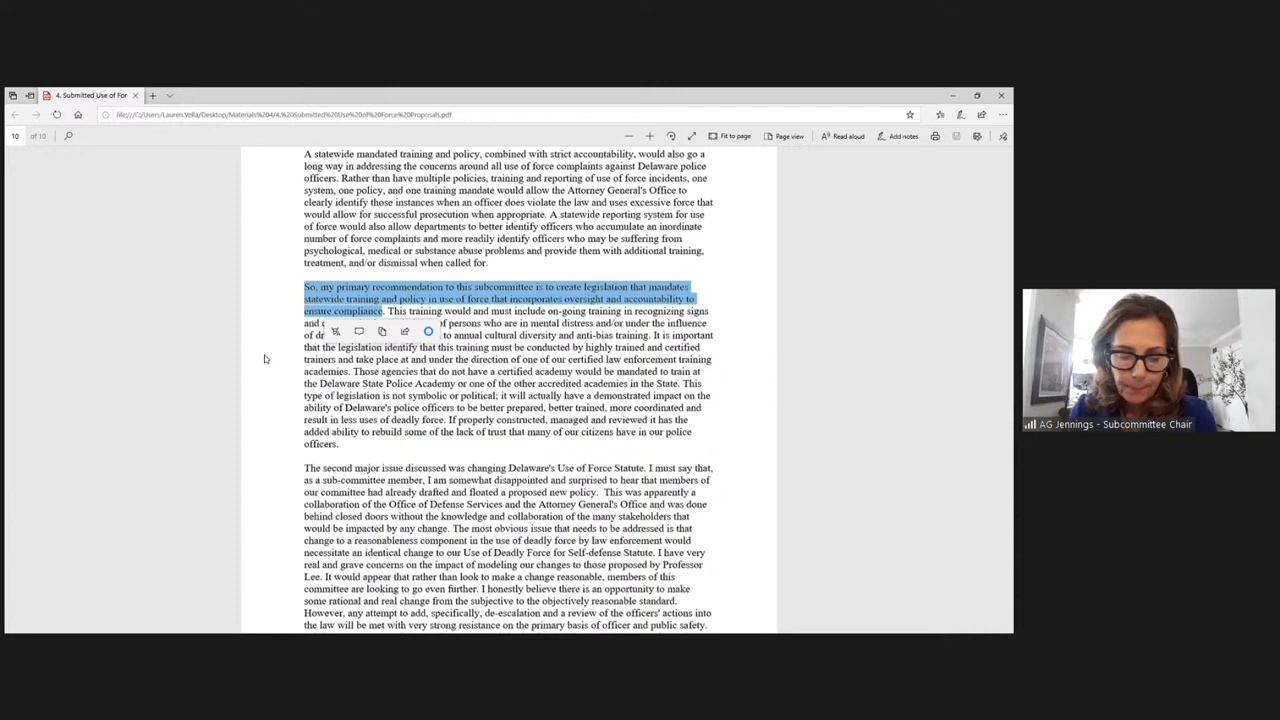 4. Submitted Use of For
file:///C:/Users/Lauren.Vella/Desktop/Materials%204/4.%20Submitted%20Use%20of%20Force%20Proposals.pdf
10 of 10
Fit to page
Page view
Read aloud
Add notes
A statewide mandated training and policy, combined with strict accountability, would also go a
long way in addressing the concerns around all use of force complaints against Delaware police
officers. Rather than have multiple policies, training and reporting of use of force incidents, one
system, one policy, and one training mandate would allow the Attorney General's Office to
clearly identify those instances when an officer does violate the law and uses excessive force that
would allow for successful prosecution when appropriate. A statewide reporting system for use
of force would also allow departments to better identify officers who accumulate an inordinate
number of force complaints and more readily identify officers who may be suffering from
psychological, medical or substance abuse problems and provide them with additional training,
treatment, and/or dismissal when called for.
So, my primary recommendation to this subcommittee is to create legislation that mandates
statewide training and policy in use of force that incorporates oversight and accountability to
ensure compliance. This training would and must include on-going training in recognizing signs
and of persons who are in mental distress and/or under the influence
of to annual cultural diversity and anti-bias training. It is important
that the legislation identify that this training must be conducted by highly trained and certified
trainers and take place at and under the direction of one of our certified law enforcement training
academies. Those agencies that do not have a certified academy would be mandated to train at
the Delaware State Police Academy or one of the other accredited academies in the State. This
type of legislation is not symbolic or political; it will actually have a demonstrated impact on the
ability of Delaware's police officers to be better prepared, better trained, more coordinated and
result in less uses of deadly force. If properly constructed, managed and reviewed it has the
added ability to rebuild some of the lack of trust that many of our citizens have in our police
officers.
The second major issue discussed was changing Delaware's Use of Force Statute. I must say that,
as a sub-committee member, I am somewhat disappointed and surprised to hear that members of
our committee had already drafted and floated a proposed new policy. This was apparently a
collaboration of the Office of Defense Services and the Attorney General's Office and was done
behind closed doors without the knowledge and collaboration of the many stakeholders that
would be impacted by any change. The most obvious issue that needs to be addressed is that
change to a reasonableness component in the use of deadly force by law enforcement would
necessitate an identical change to our Use of Deadly Force for Self-defense Statute. I have very
real and grave concerns on the impact of modeling our changes to those proposed by Professor
Lee. It would appear that rather than look to make a change reasonable, members of this
committee are looking to go even further. I honestly believe there is an opportunity to make
some rational and real change from the subjective to the objectively reasonable standard.
However, any attempt to add, specifically, de-escalation and a review of the officers' actions into
the law will be met with very strong resistance on the primary basis of officer and public safety.
AG Jennings - Subcommittee Chair